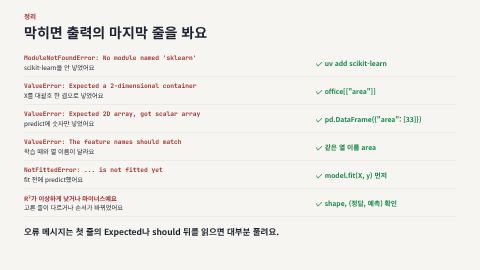 정리
막히면 출력의 마지막 줄을 봐요
ModuleNotFoundError: No module named 'sklearn'
scikit-learn을 안 넣었어요
✓ uv add scikit-learn
ValueError: Expected a 2-dimensional container
X를 대괄호 한 겹으로 넣었어요
✓ office[["area"]]
ValueError: Expected 2D array, got scalar array
predict에 숫자만 넣었어요
✓ pd.DataFrame({"area": [33]})
ValueError: The feature names should match
학습 때와 열 이름이 달라요
✓ 같은 열 이름 area
NotFittedError: ... is not fitted yet
fit 전에 predict했어요
✓ model.fit(X, y) 먼저
R²가 이상하게 낮거나 마이너스예요
고른 줄이 다르거나 순서가 바뀌었어요
✓ shape, (정답, 예측) 확인
오류 메시지는 첫 줄의 Expected나 should 뒤를 읽으면 대부분 풀려요.